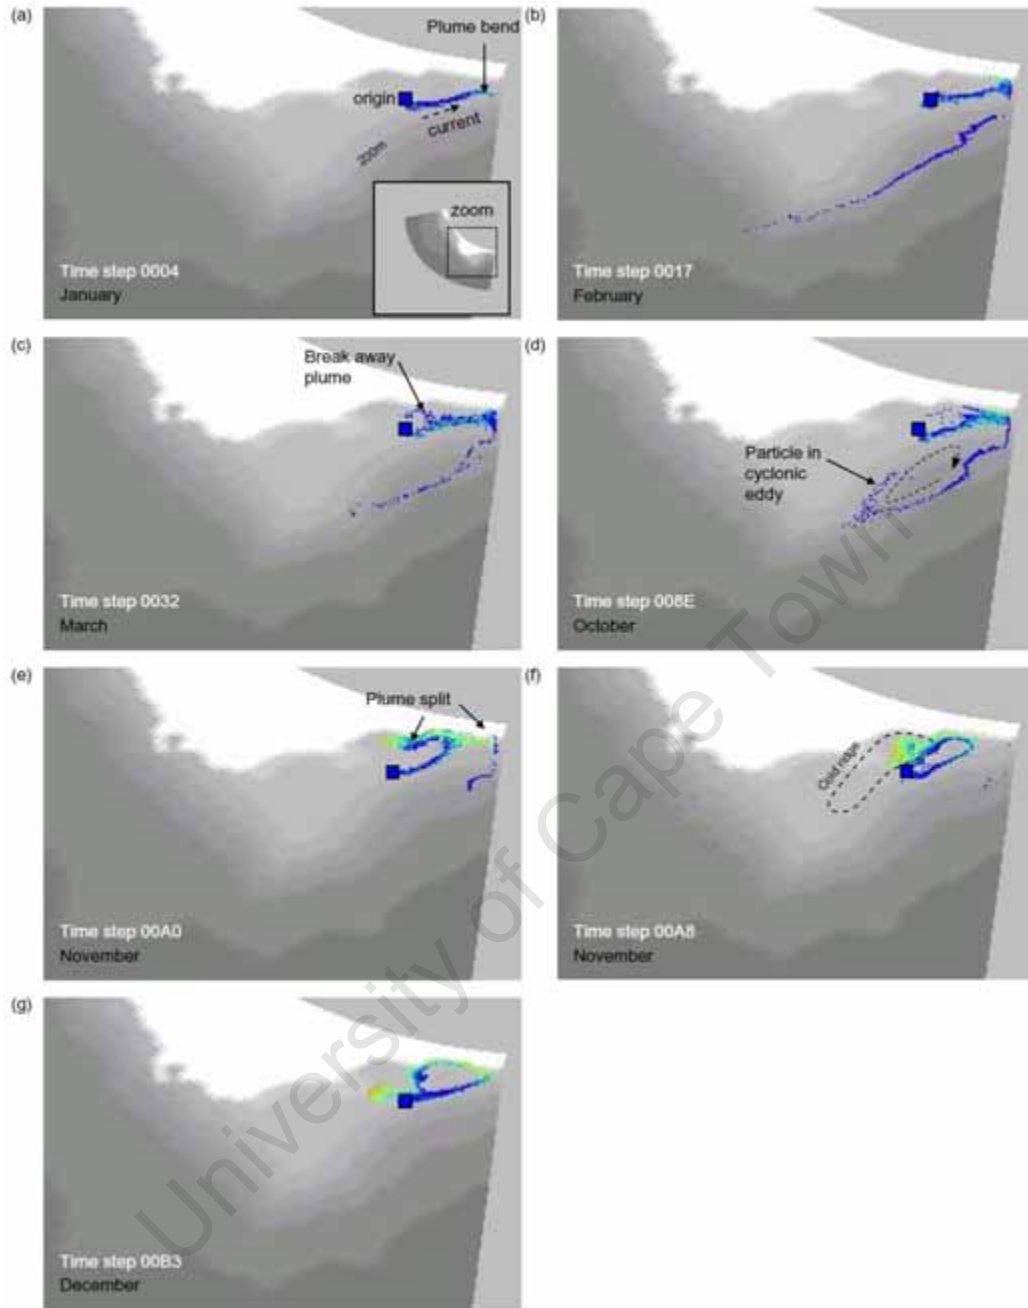 (a)
Plume bend
origin
current
zoom
zoom
Time step 0004
January
(b)
Time step 0017
February
(c)
Break away
plume
Time step 0032
March
(d)
Particle in
cyclonic
eddy
Time step 008E
October
(e)
Plume split
Time step 00A0
November
(f)
Cold ridge
Time step 00A8
November
(g)
Time step 00B3
December
University of Cape Town